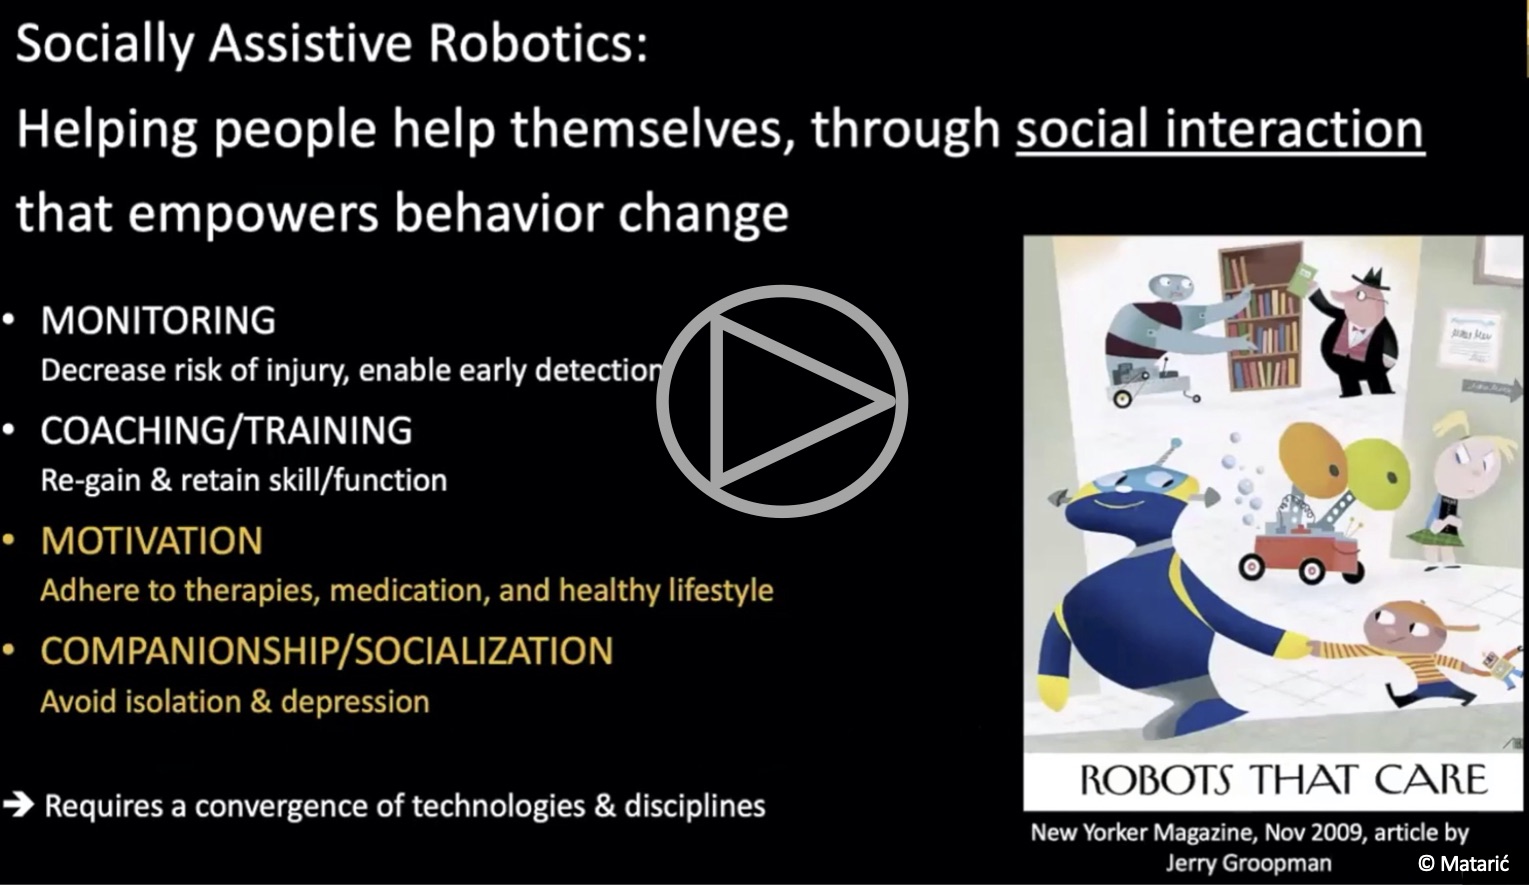 Socially Assistive Robotics:
Helping people help themselves, through social interaction
that empowers behavior change
• MONITORING
Decrease risk of injury, enable early detection
• COACHING/TRAINING
Re-gain & retain skill/function
• MOTIVATION
Adhere to therapies, medication, and healthy lifestyle
• COMPANIONSHIP/SOCIALIZATION
Avoid isolation & depression
➔ Requires a convergence of technologies & disciplines
ROBOTS THAT CARE
New Yorker Magazine, Nov 2009, article by
Jerry Groopman
© Matarić